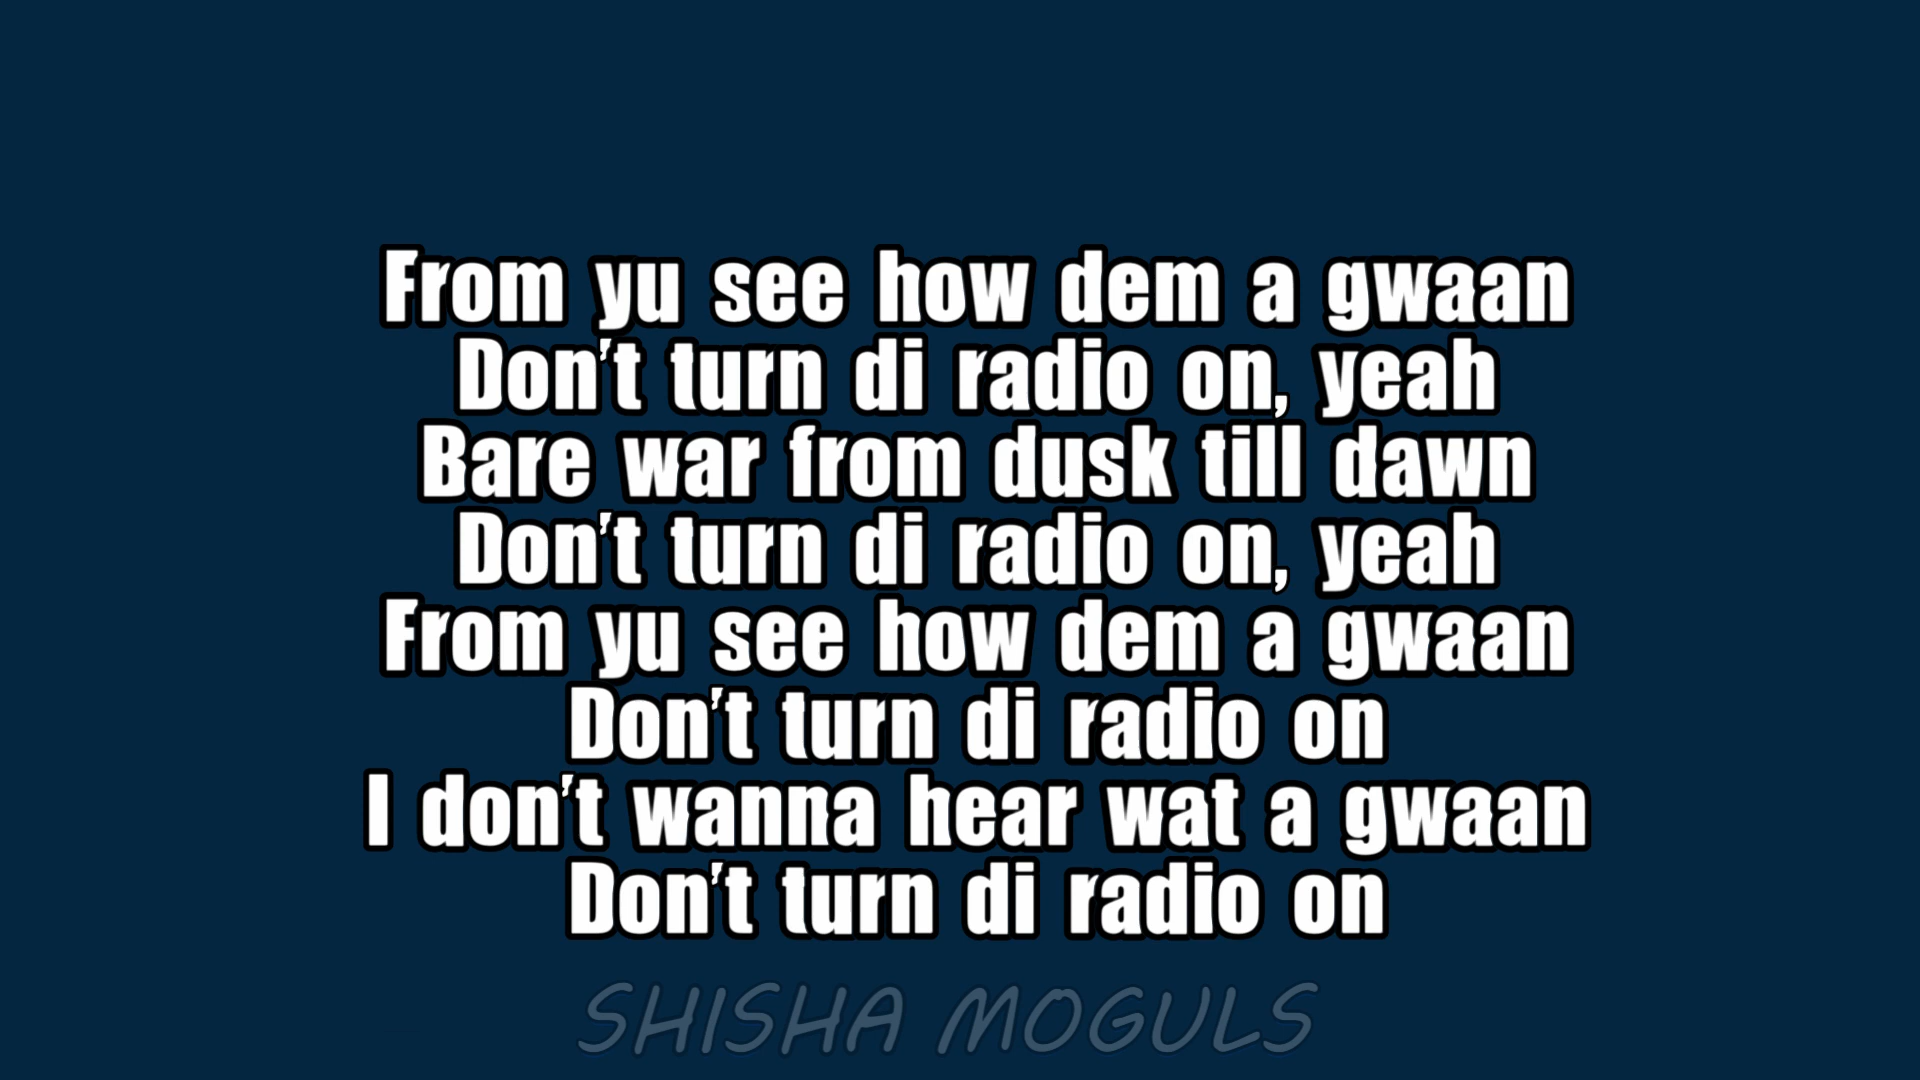 From yu see how dem a gwaan
Don't turn di radio on, yeah
Bare war from dusk till dawn
Don't turn di radio on, yeah
From yu see how dem a gwaan
Don't turn di radio on
I don't wanna hear wat a gwaan
Don't turn di radio on
SHISHA MOGULS